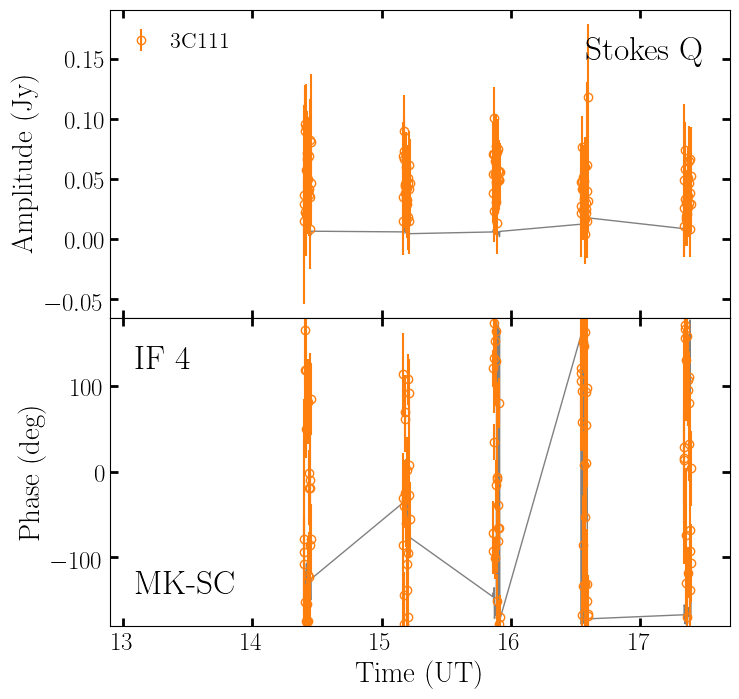 3C111
Stokes Q
Amplitude (Jy)
0.15
0.10
0.05
0.00
−0.05
IF 4
Phase (deg)
100
0
−100
MK-SC
13 14 15 16 17
Time (UT)